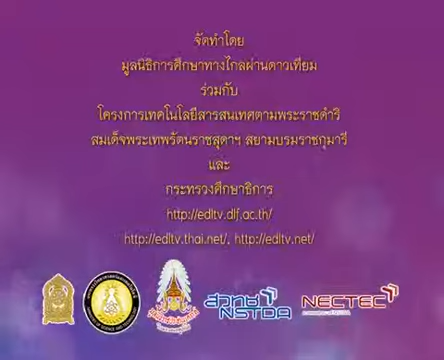 จัดทำโดย
มูลนิธิการศึกษาทางไกลผ่านดาวเทียม
ร่วมกับ
โครงการเทคโนโลยีสารสนเทศตามพระราชดำริ
สมเด็จพระเทพรัตนราชสุดาฯ สยามบรมราชกุมารี
และ
กระทรวงศึกษาธิการ
http://edltv.dlf.ac.th/
http://edltv.thai.net/, http://edltv.net/
สวทช
NSTDA
NECTEC